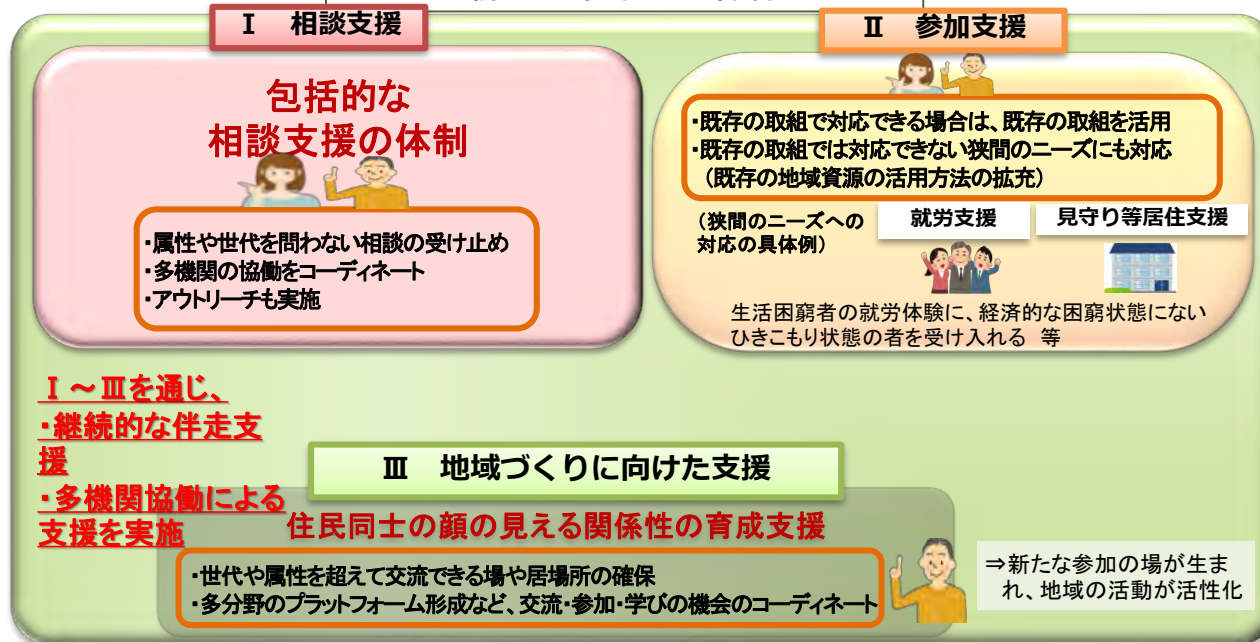 Ⅰ　相談支援
包括的な
相談支援の体制
・属性や世代を問わない相談の受け止め
・多機関の協働をコーディネート
・アウトリーチも実施
Ⅱ　参加支援
・既存の取組で対応できる場合は、既存の取組を活用
・既存の取組では対応できない狭間のニーズにも対応
（既存の地域資源の活用方法の拡充）
（狭間のニーズへの
対応の具体例）
就労支援
見守り等居住支援
生活困窮者の就労体験に、経済的な困窮状態にない
ひきこもり状態の者を受け入れる　等
Ⅰ～Ⅲを通じ、
・継続的な伴走支
援
・多機関協働による
支援を実施
Ⅲ　地域づくりに向けた支援
住民同士の顔の見える関係性の育成支援
・世代や属性を超えて交流できる場や居場所の確保
・多分野のプラットフォーム形成など、交流・参加・学びの機会のコーディネート
⇒新たな参加の場が生ま
れ、地域の活動が活性化